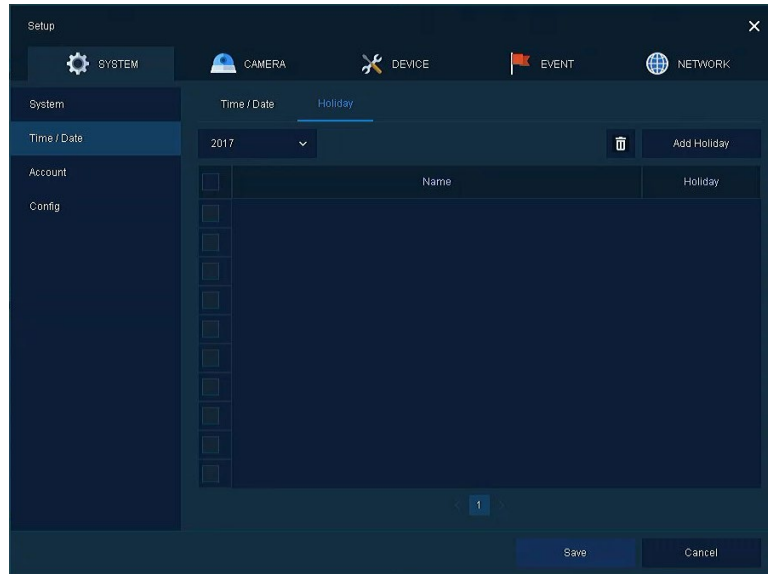 Setup
SYSTEM CAMERA DEVICE EVENT NETWORK
System
Time / Date
Account
Config
Time / Date Holiday
2017 Add Holiday
Name Holiday
1
Save Cancel